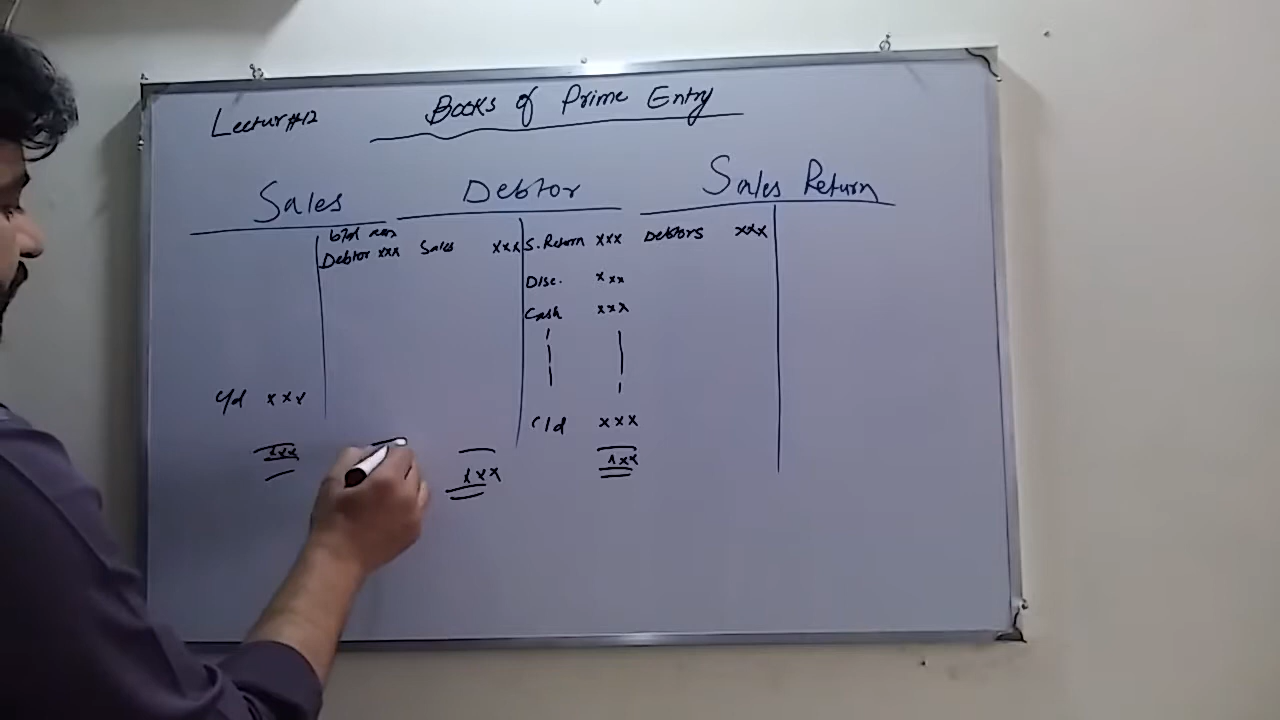 Lectur#12
Books of Prime Entry
Sales
Debtor
Sales Return
b/d xxx
Debtor xxx
Sales xxx
S.Return xxx
Debtors xxx
Disc. xxx
Cash xxx
c/d xxx
c/d xxx
xxx
xxx
xxx